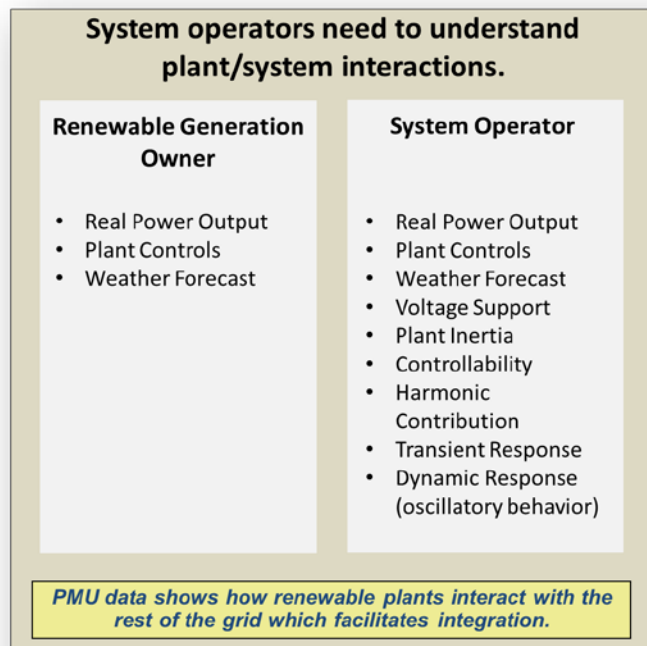 System operators need to understand
plant/system interactions.
Renewable Generation
Owner
• Real Power Output
• Plant Controls
• Weather Forecast
System Operator
• Real Power Output
• Plant Controls
• Weather Forecast
• Voltage Support
• Plant Inertia
• Controllability
• Harmonic
Contribution
• Transient Response
• Dynamic Response
(oscillatory behavior)
PMU data shows how renewable plants interact with the
rest of the grid which facilitates integration.